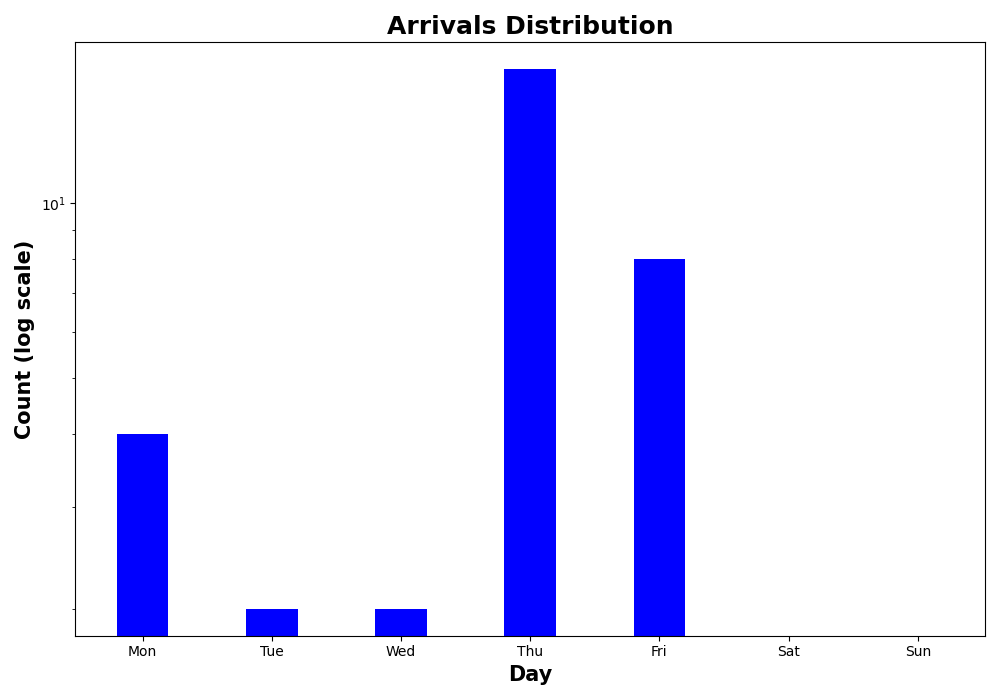 Arrivals Distribution
Count (log scale)
10¹
Mon Tue Wed Thu Fri Sat Sun
Day